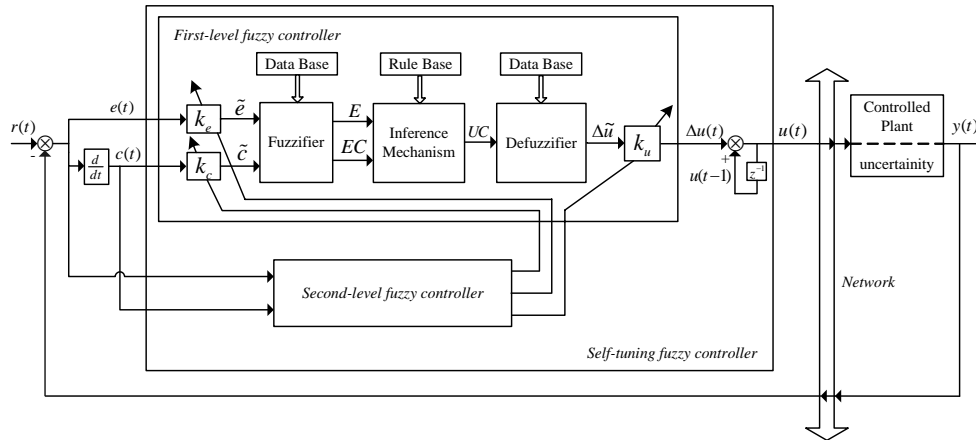 First-level fuzzy controller
Data Base
Rule Base
Data Base
r(t)
-
e(t)
k_e
ẽ
Fuzzifier
E
EC
Inference
Mechanism
UC
Defuzzifier
Δũ
k_u
Δu(t)
+
u(t−1)
z⁻¹
u(t)
Controlled
Plant
uncertainity
y(t)
d
dt
c(t)
k_c
c̃
Second-level fuzzy controller
Network
Self-tuning fuzzy controller